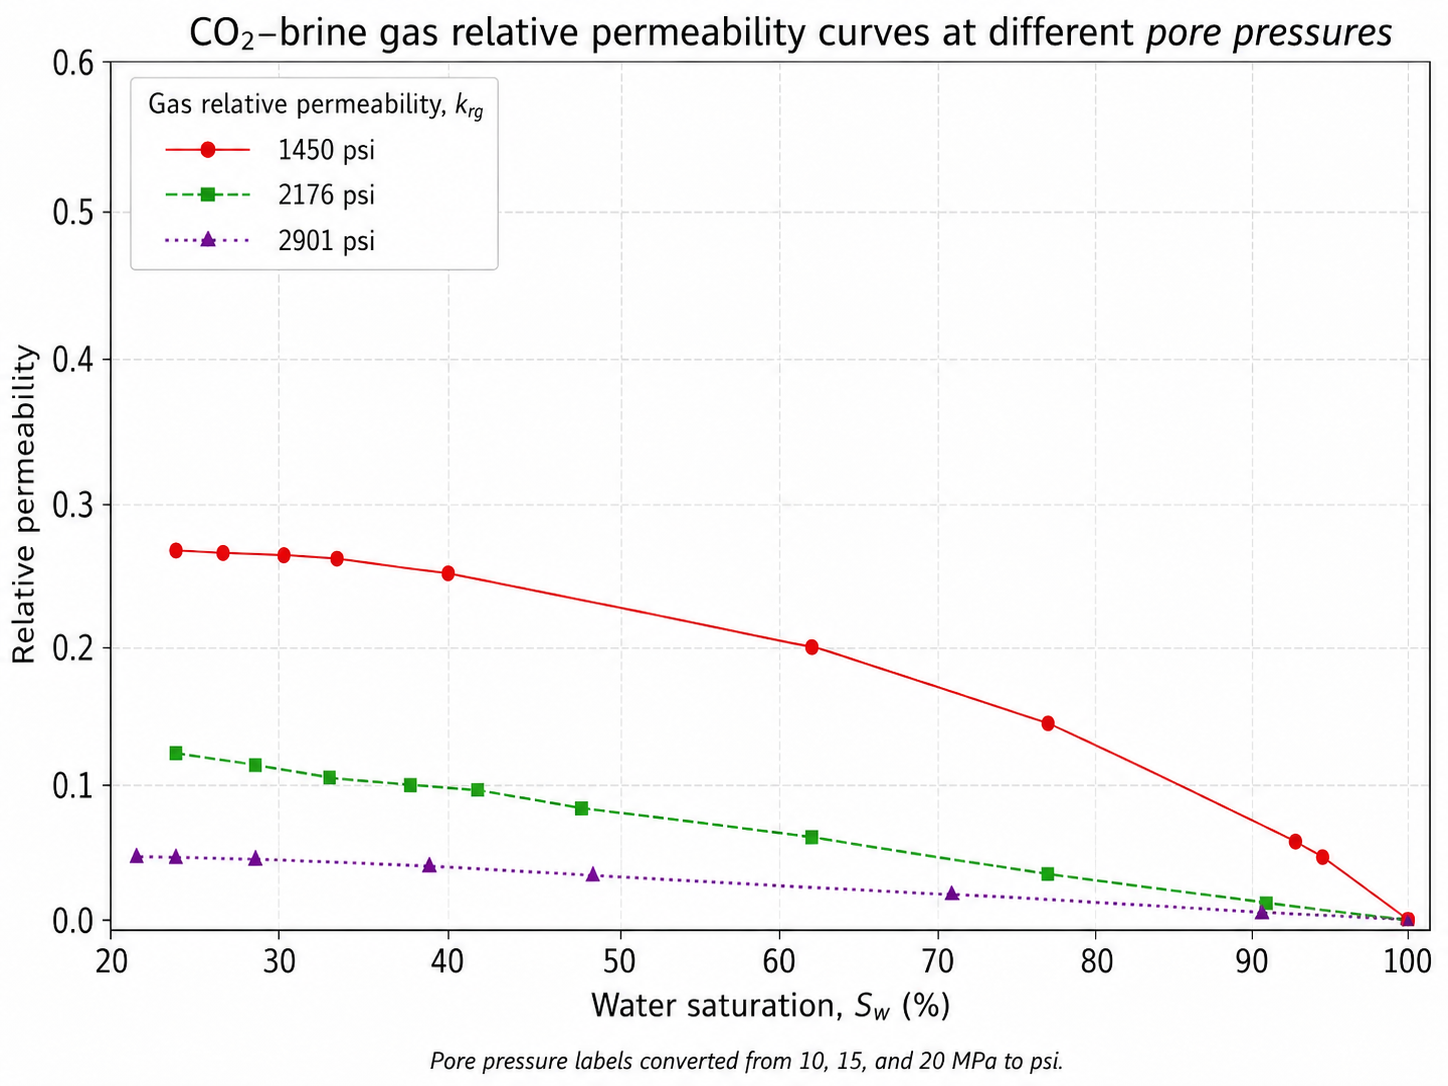 CO₂–brine gas relative permeability curves at different pore pressures
0.6
0.5
0.4
0.3
0.2
0.1
0.0
Relative permeability
Gas relative permeability, k_rg
1450 psi
2176 psi
2901 psi
20 30 40 50 60 70 80 90 100
Water saturation, S_w (%)
Pore pressure labels converted from 10, 15, and 20 MPa to psi.